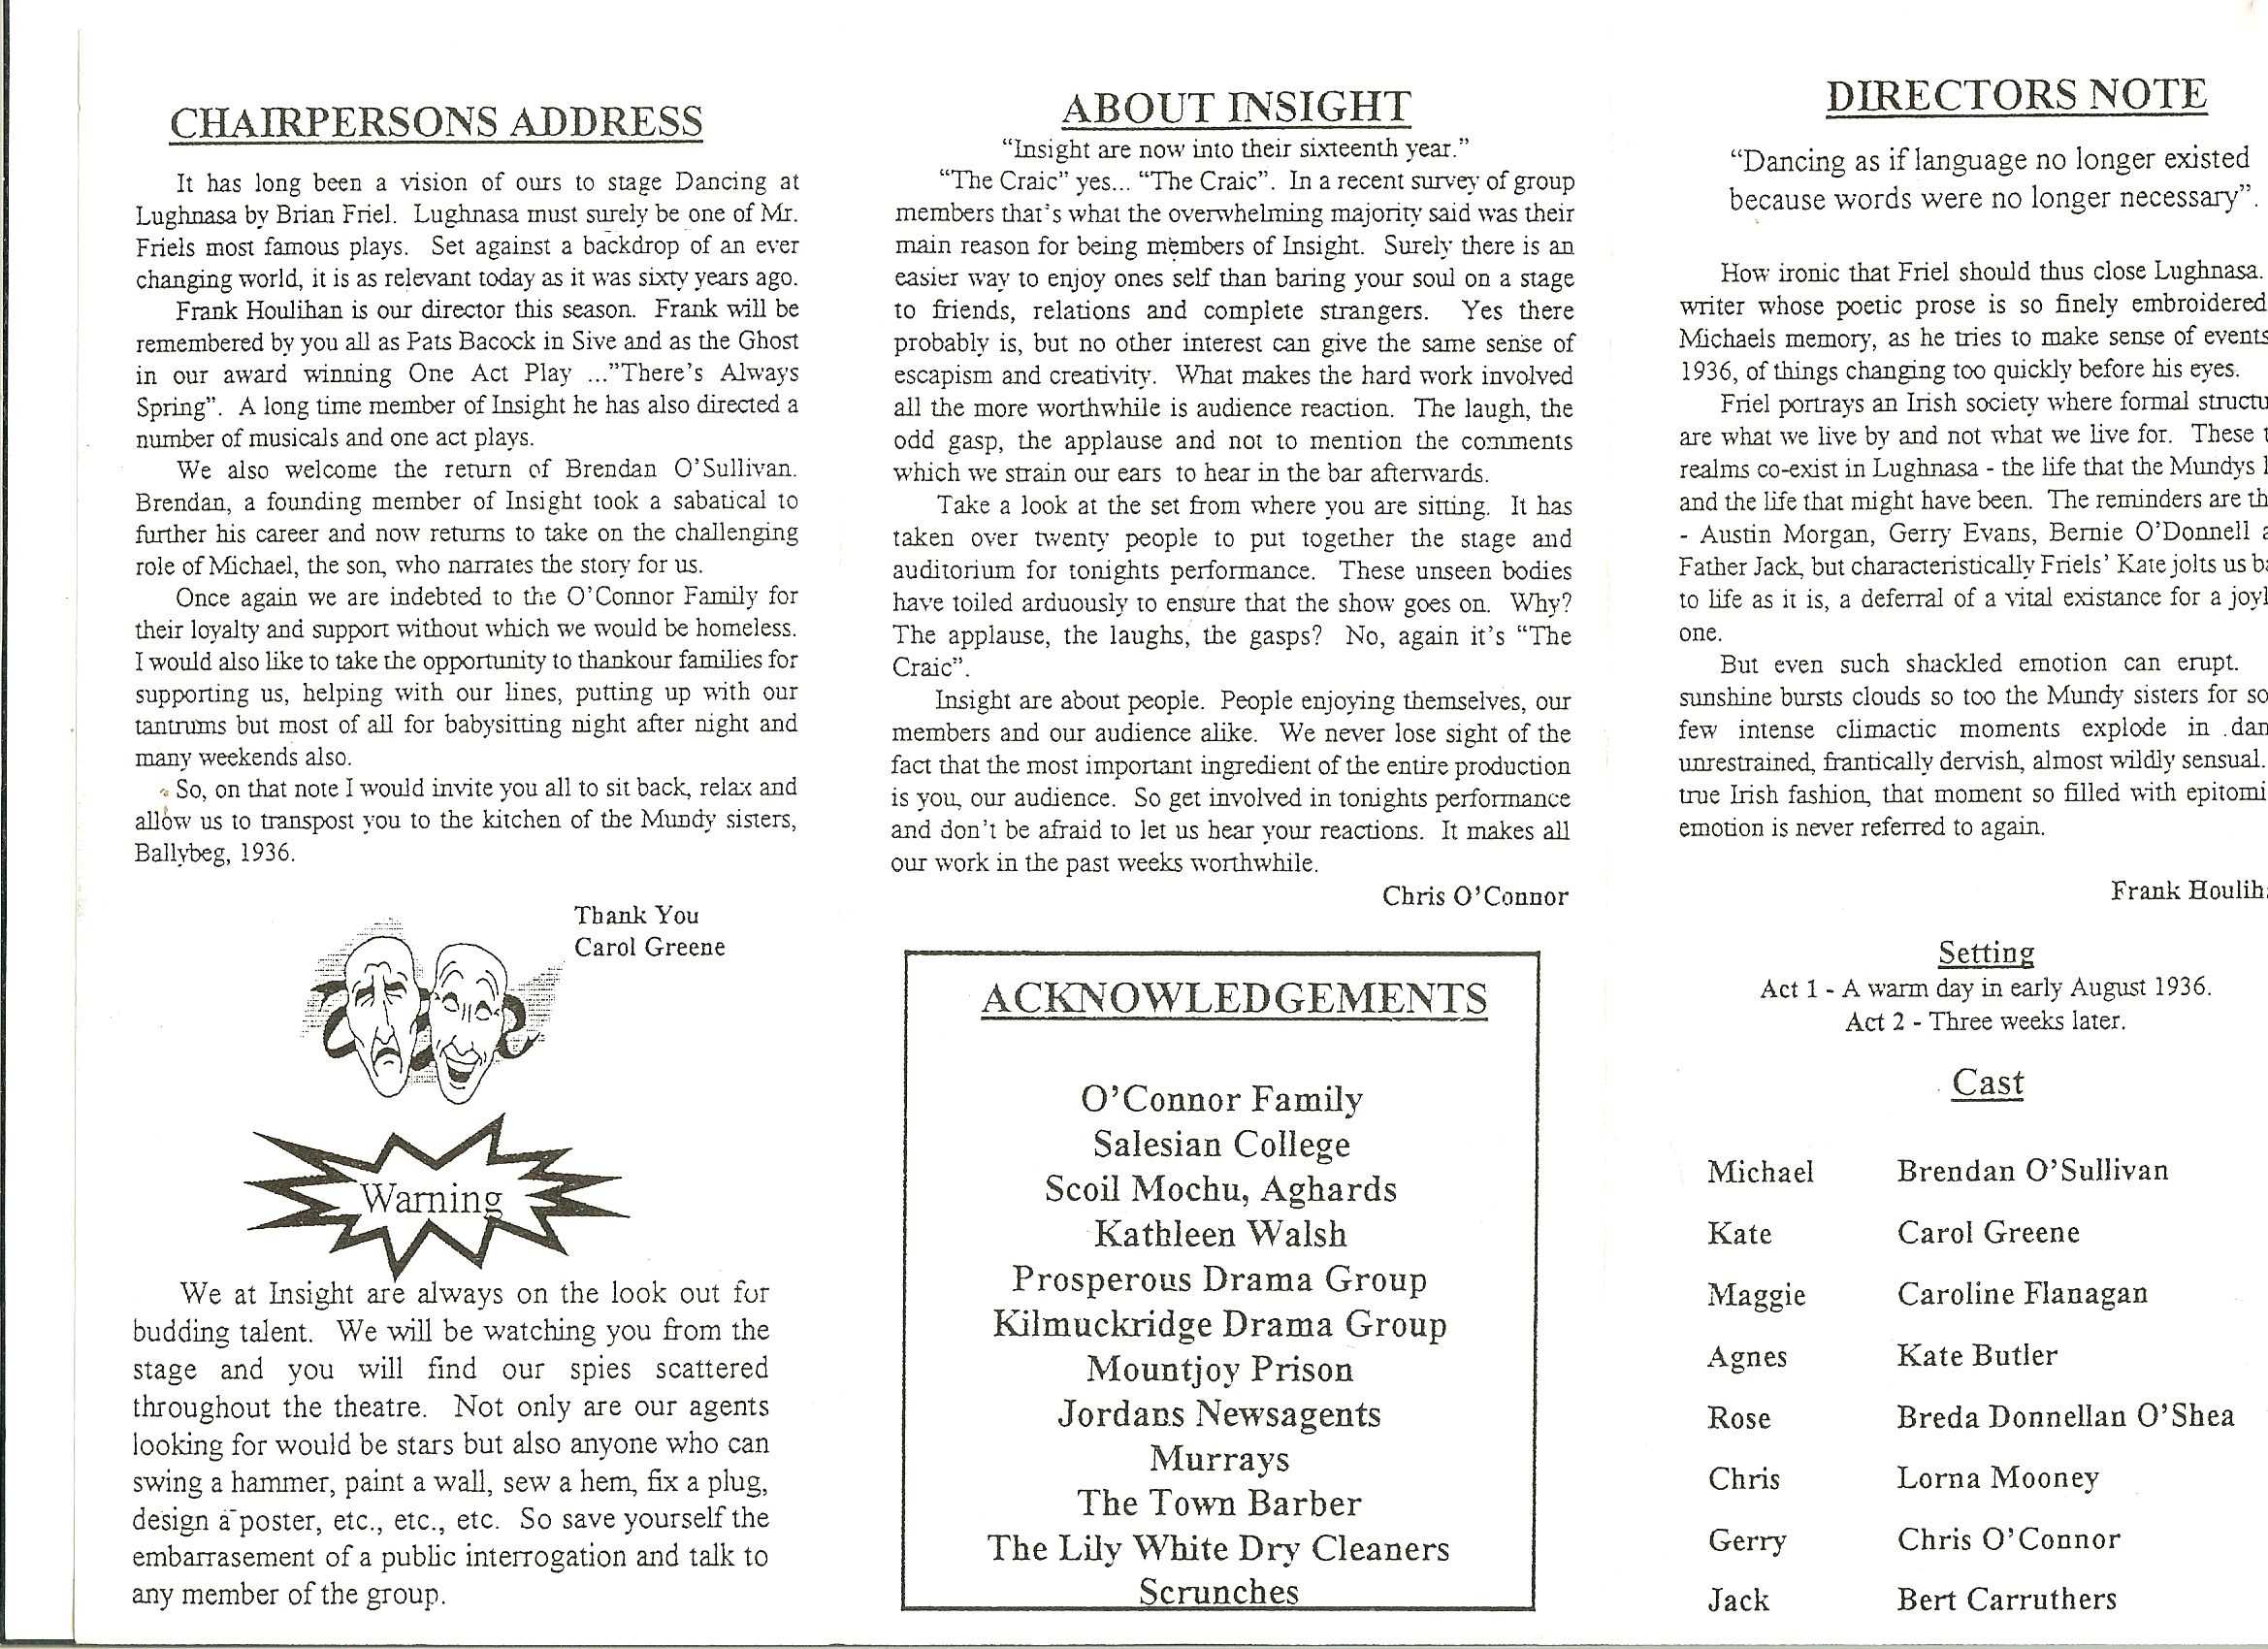 CHAIRPERSONS ADDRESS
It has long been a vision of ours to stage Dancing at
Lughnasa by Brian Friel. Lughnasa must surely be one of Mr.
Friels most famous plays. Set against a backdrop of an ever
changing world, it is as relevant today as it was sixty years ago.
Frank Houlihan is our director this season. Frank will be
remembered by you all as Pats Bacock in Sive and as the Ghost
in our award winning One Act Play ..."There's Always
Spring". A long time member of Insight he has also directed a
number of musicals and one act plays.
We also welcome the return of Brendan O'Sullivan.
Brendan, a founding member of Insight took a sabatical to
further his career and now returns to take on the challenging
role of Michael, the son, who narrates the story for us.
Once again we are indebted to the O'Connor Family for
their loyalty and support without which we would be homeless.
I would also like to take the opportunity to thankour families for
supporting us, helping with our lines, putting up with our
tantrums but most of all for babysitting night after night and
many weekends also.
So, on that note I would invite you all to sit back, relax and
allow us to transpost you to the kitchen of the Mundy sisters,
Ballybeg, 1936.
Thank You
Carol Greene
Warning
We at Insight are always on the look out for
budding talent. We will be watching you from the
stage and you will find our spies scattered
throughout the theatre. Not only are our agents
looking for would be stars but also anyone who can
swing a hammer, paint a wall, sew a hem, fix a plug,
design a poster, etc., etc., etc. So save yourself the
embarrasement of a public interrogation and talk to
any member of the group.
ABOUT INSIGHT
"Insight are now into their sixteenth year."
"The Craic" yes... "The Craic". In a recent survey of group
members that's what the overwhelming majority said was their
main reason for being members of Insight. Surely there is an
easier way to enjoy ones self than baring your soul on a stage
to friends, relations and complete strangers. Yes there
probably is, but no other interest can give the same sense of
escapism and creativity. What makes the hard work involved
all the more worthwhile is audience reaction. The laugh, the
odd gasp, the applause and not to mention the comments
which we strain our ears to hear in the bar afterwards.
Take a look at the set from where you are sitting. It has
taken over twenty people to put together the stage and
auditorium for tonights performance. These unseen bodies
have toiled arduously to ensure that the show goes on. Why?
The applause, the laughs, the gasps? No, again it's "The
Craic".
Insight are about people. People enjoying themselves, our
members and our audience alike. We never lose sight of the
fact that the most important ingredient of the entire production
is you, our audience. So get involved in tonights performance
and don't be afraid to let us hear your reactions. It makes all
our work in the past weeks worthwhile.
Chris O'Connor
ACKNOWLEDGEMENTS
O'Connor Family
Salesian College
Scoil Mochu, Aghards
Kathleen Walsh
Prosperous Drama Group
Kilmuckridge Drama Group
Mountjoy Prison
Jordans Newsagents
Murrays
The Town Barber
The Lily White Dry Cleaners
Scrunches
DIRECTORS NOTE
"Dancing as if language no longer existed
because words were no longer necessary".
How ironic that Friel should thus close Lughnasa.
writer whose poetic prose is so finely embroidered
Michaels memory, as he tries to make sense of events
1936, of things changing too quickly before his eyes.
Friel portrays an Irish society where formal structu
are what we live by and not what we live for. These
realms co-exist in Lughnasa - the life that the Mundys
and the life that might have been. The reminders are th
- Austin Morgan, Gerry Evans, Bernie O'Donnell
Father Jack, but characteristically Friels' Kate jolts us b
to life as it is, a deferral of a vital existance for a joyl
one.
But even such shackled emotion can erupt.
sunshine bursts clouds so too the Mundy sisters for so
few intense climactic moments explode in dan
unrestrained, frantically dervish, almost wildly sensual.
true Irish fashion, that moment so filled with epitomi
emotion is never referred to again.
Frank Houlih
Setting
Act 1 - A warm day in early August 1936.
Act 2 - Three weeks later.
Cast
Michael Brendan O'Sullivan
Kate Carol Greene
Maggie Caroline Flanagan
Agnes Kate Butler
Rose Breda Donnellan O'Shea
Chris Lorna Mooney
Gerry Chris O'Connor
Jack Bert Carruthers